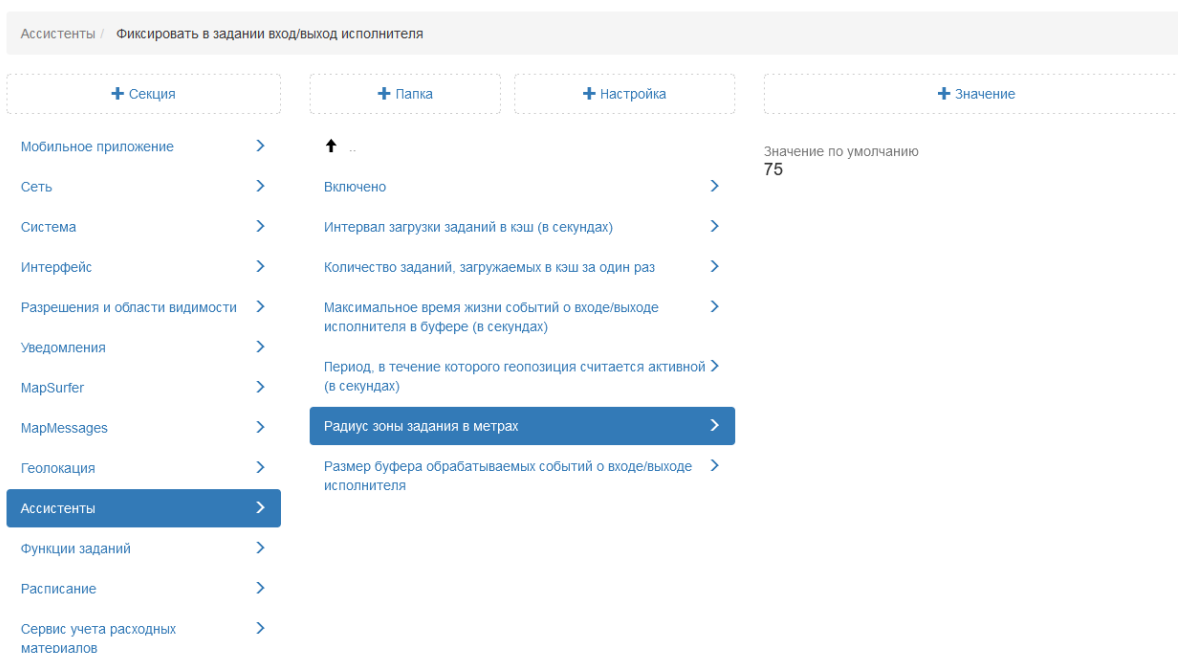 Ассистенты / Фиксировать в задании вход/выход исполнителя
+ Секция
+ Папка
+ Настройка
+ Значение
Мобильное приложение
Сеть
Система
Интерфейс
Разрешения и области видимости
Уведомления
MapSurfer
MapMessages
Геолокация
Ассистенты
Функции заданий
Расписание
Сервис учета расходных
материалов
..
Включено
Интервал загрузки заданий в кэш (в секундах)
Количество заданий, загружаемых в кэш за один раз
Максимальное время жизни событий о входе/выходе
исполнителя в буфере (в секундах)
Период, в течение которого геопозиция считается активной
(в секундах)
Радиус зоны задания в метрах
Размер буфера обрабатываемых событий о входе/выходе
исполнителя
Значение по умолчанию
75